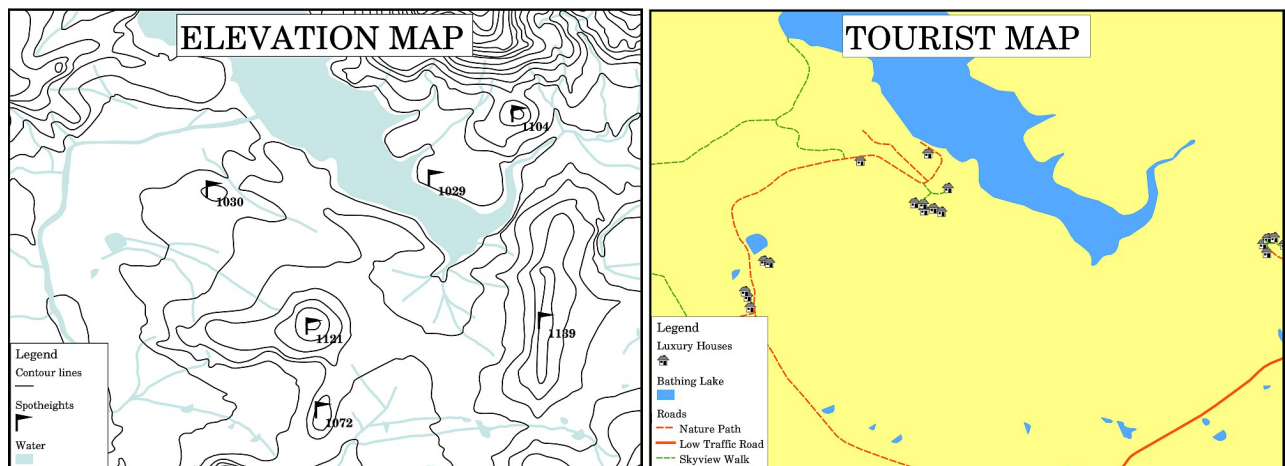 ELEVATION MAP
1104
1029
1030
1121
1139
1072
Legend
Contour lines
Spotheights
Water
TOURIST MAP
Legend
Luxury Houses
Bathing Lake
Roads
Nature Path
Low Traffic Road
Skyview Walk